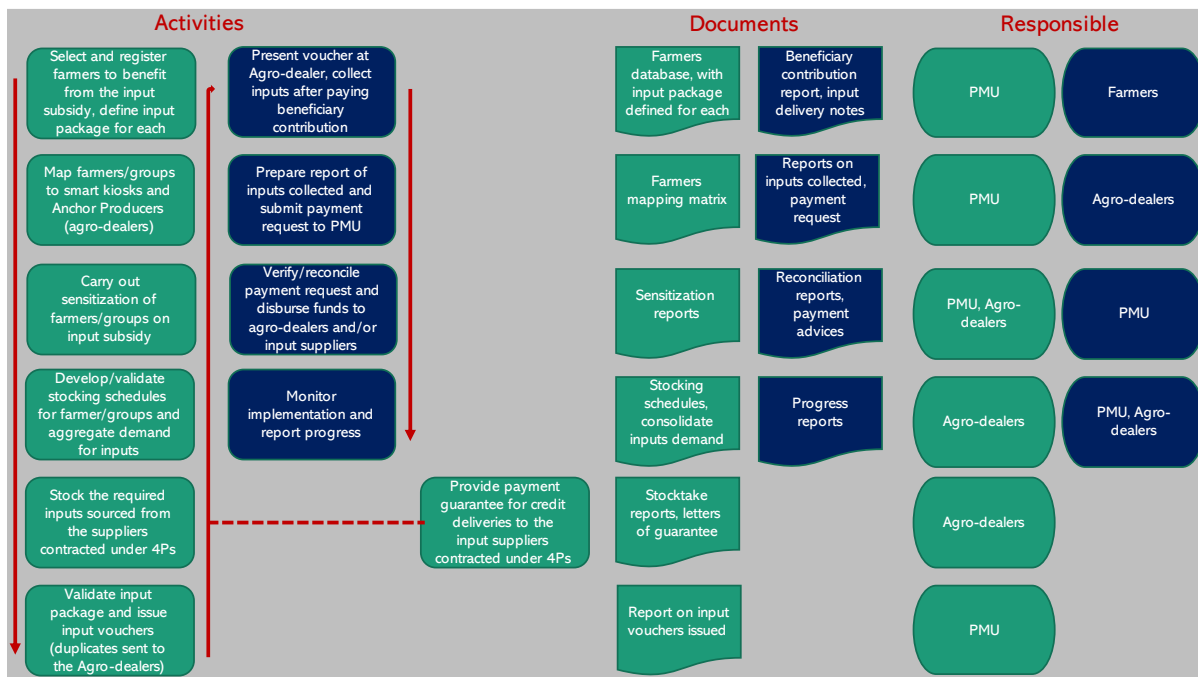 Activities
Documents
Responsible
Select and register
farmers to benefit
from the input
subsidy, define input
package for each
Present voucher at
Agro-dealer, collect
inputs after paying
beneficiary
contribution
Farmers
database, with
input package
defined for each
Beneficiary
contribution
report, input
delivery notes
PMU
Farmers
Map farmers/groups
to smart kiosks and
Anchor Producers
(agro-dealers)
Prepare report of
inputs collected and
submit payment
request to PMU
Farmers
mapping matrix
Reports on
inputs collected,
payment
request
PMU
Agro-dealers
Carry out
sensitization of
farmers/groups on
input subsidy
Verify/reconcile
payment request and
disburse funds to
agro-dealers and/or
input suppliers
Sensitization
reports
Reconciliation
reports,
payment
advices
PMU, Agro-
dealers
PMU
Develop/validate
stocking schedules
for farmer/groups and
aggregate demand
for inputs
Monitor
implementation and
report progress
Stocking
schedules,
consolidate
inputs demand
Progress
reports
Agro-dealers
PMU, Agro-
dealers
Stock the required
inputs sourced from
the suppliers
contracted under 4Ps
Provide payment
guarantee for credit
deliveries to the
input suppliers
contracted under 4Ps
Stocktake
reports, letters
of guarantee
Agro-dealers
Validate input
package and issue
input vouchers
(duplicates sent to
the Agro-dealers)
Report on input
vouchers issued
PMU